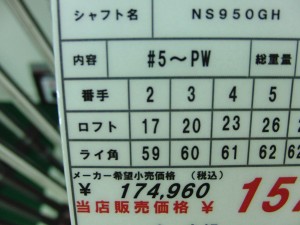 シャフト名 NS950GH
内容 #5～PW 総重量
番手 2 3 4 5
ロフト 17 20 23 26
ライ角 59 60 61 62 62
メーカー希望小売価格 (税込)
¥ 174,960
当店販売価格 ¥ 157